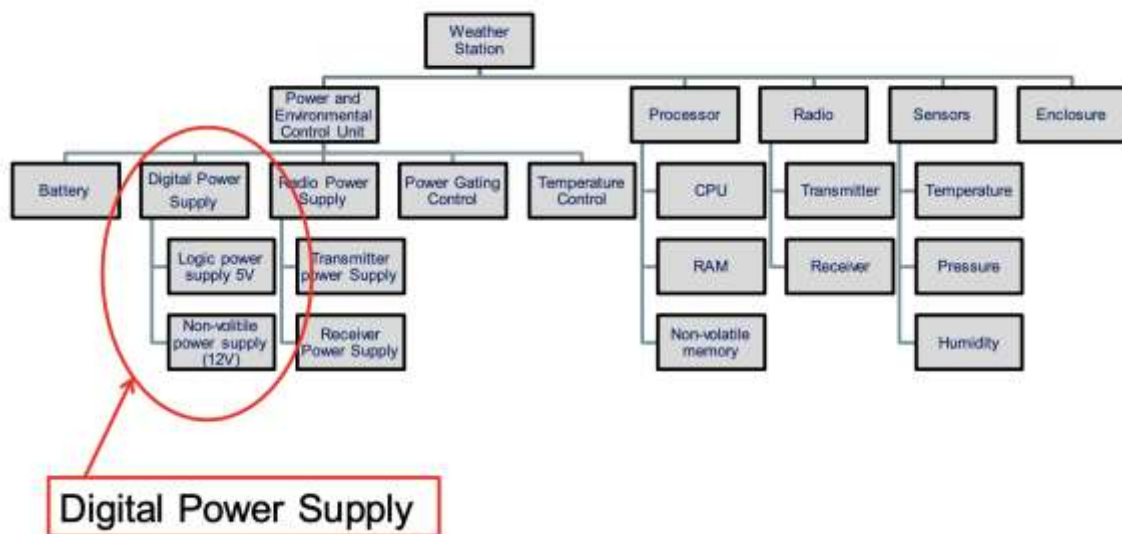 Weather
Station
Power and
Environmental
Control Unit
Processor
Radio
Sensors
Enclosure
Battery
Digital Power
Supply
Radio Power
Supply
Power Gating
Control
Temperature
Control
CPU
Transmitter
Temperature
Logic power
supply 5V
Transmitter
power Supply
RAM
Receiver
Pressure
Non-volitile
power supply
(12V)
Receiver
Power Supply
Non-volatile
memory
Humidity
Digital Power Supply